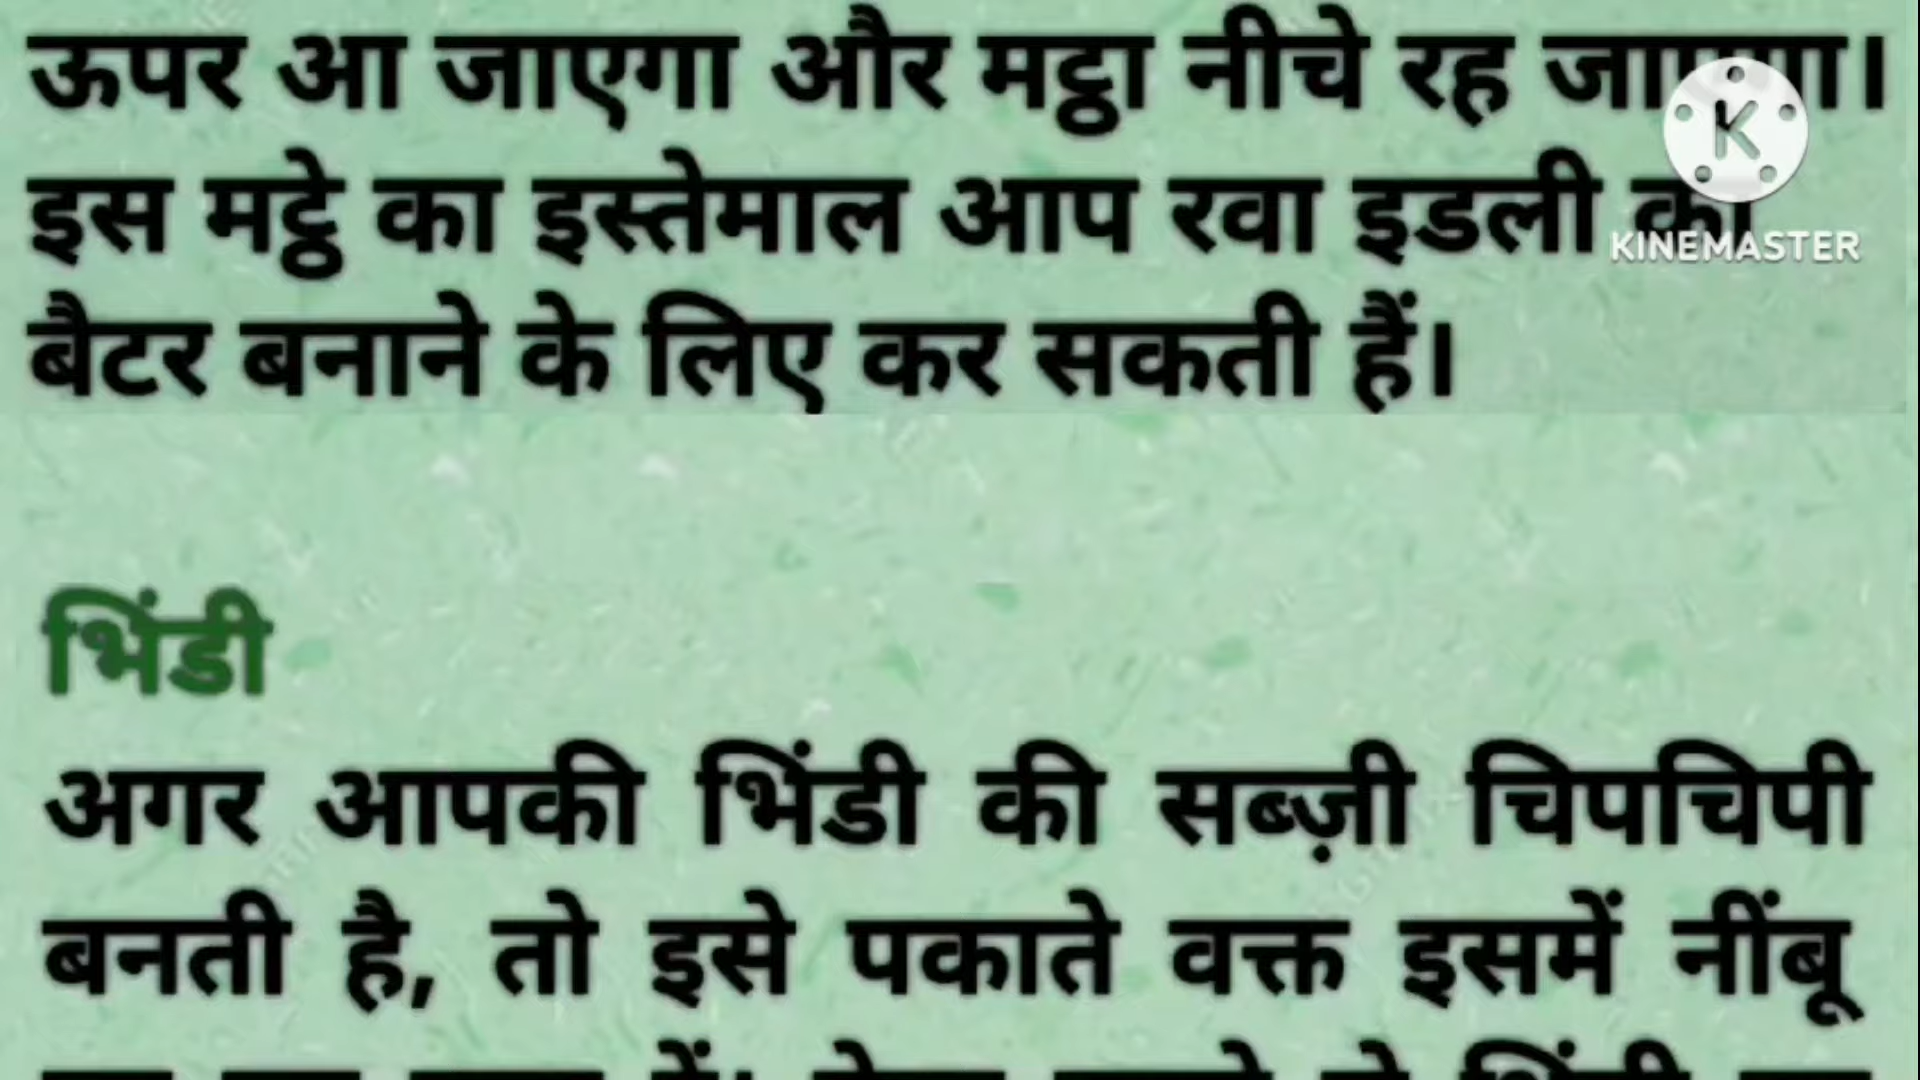 ऊपर आ जाएगा और मट्ठा नीचे रह जाएगा।
इस मट्ठे का इस्तेमाल आप रवा इडली का
KINEMASTER
बैटर बनाने के लिए कर सकती हैं।
भिंडी
अगर आपकी भिंडी की सब्ज़ी चिपचिपी
बनती है, तो इसे पकाते वक्त इसमें नींबू